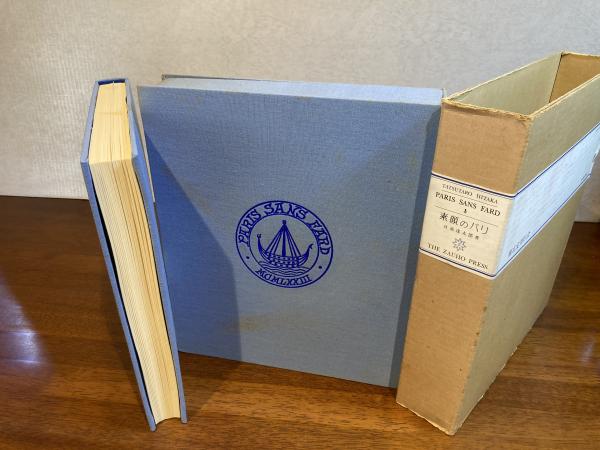 PARIS SANS FARD
· MCMLXXIII ·
TATSUTARO HITAKA
PARIS SANS FARD
素顔のパリ
日高達太郎著
THE ZAUHO PRESS